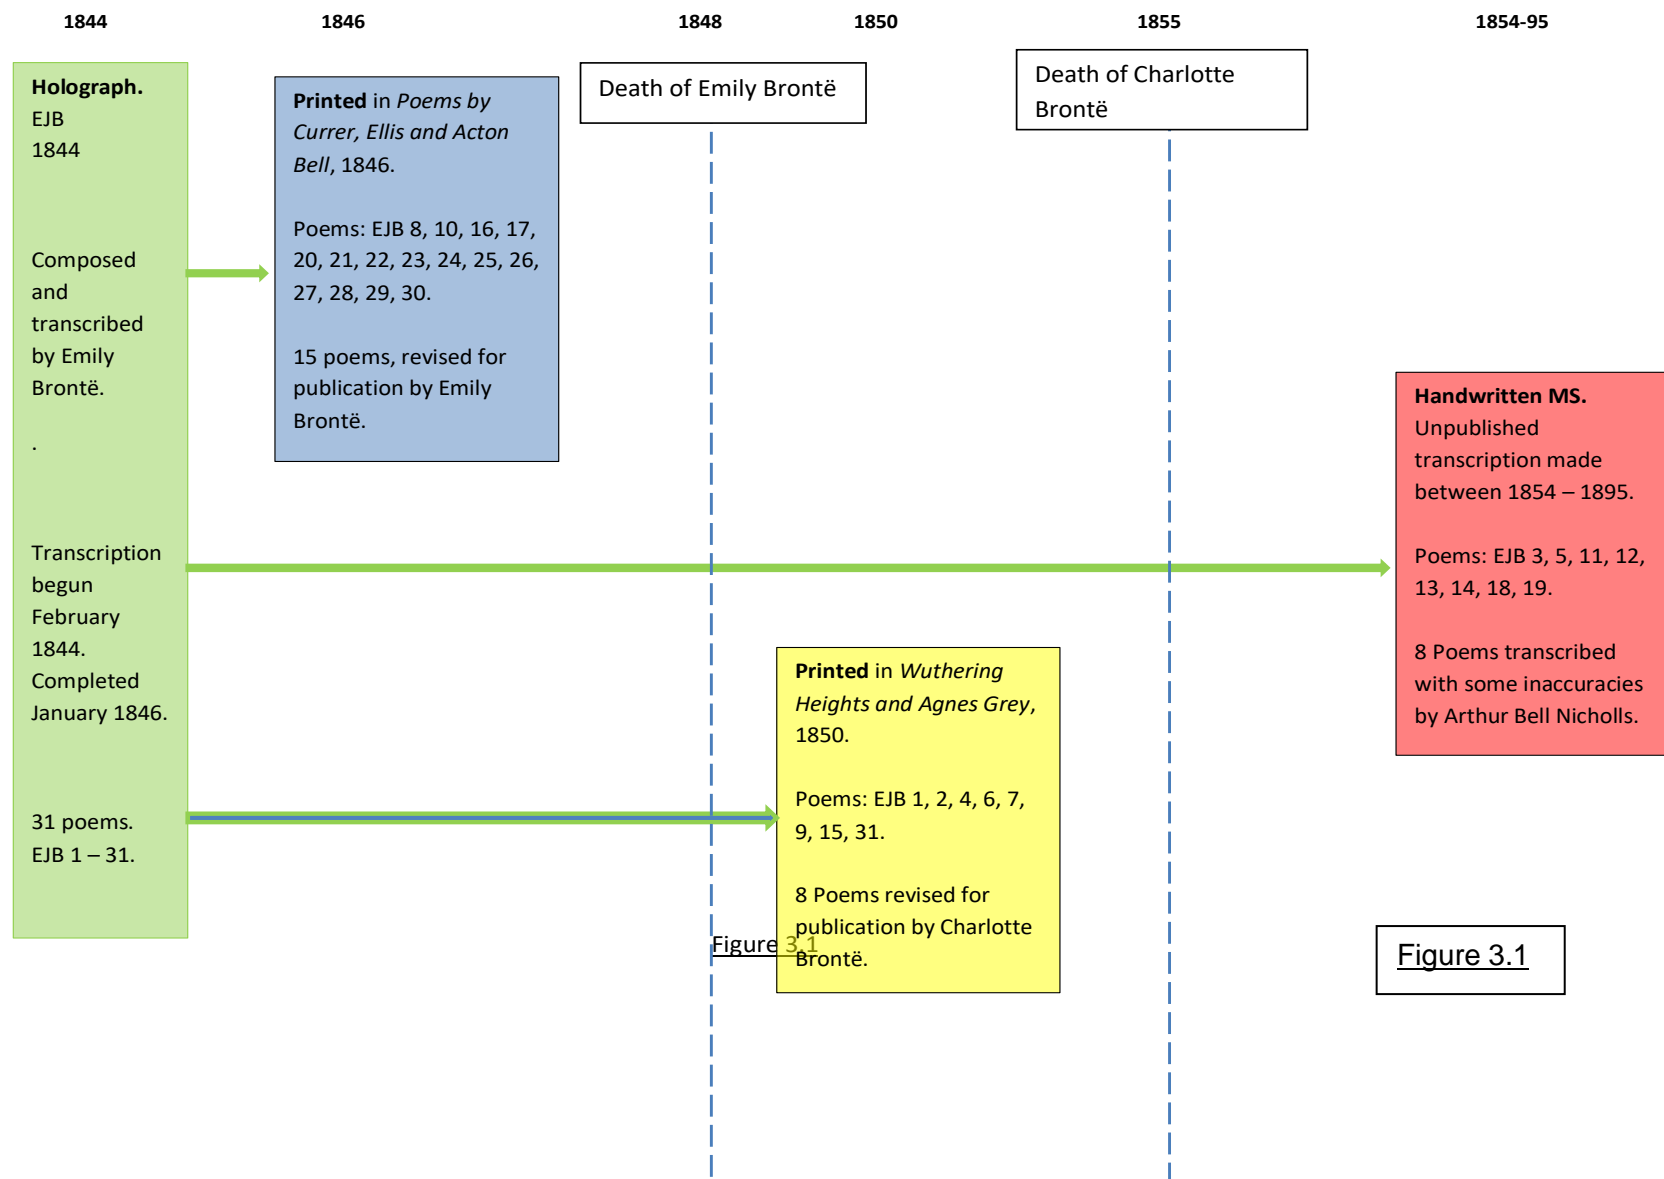 1844 1846 1848 1850 1855 1854-95
Holograph.
EJB
1844
Composed
and
transcribed
by Emily
Brontë.
.
Transcription
begun
February
1844.
Completed
January 1846.
31 poems.
EJB 1 – 31.
Printed in Poems by
Currer, Ellis and Acton
Bell, 1846.
Poems: EJB 8, 10, 16, 17,
20, 21, 22, 23, 24, 25, 26,
27, 28, 29, 30.
15 poems, revised for
publication by Emily
Brontë.
Death of Emily Brontë
Printed in Wuthering
Heights and Agnes Grey,
1850.
Poems: EJB 1, 2, 4, 6, 7,
9, 15, 31.
8 Poems revised for
publication by Charlotte
Brontë.
Figure 3.1
Death of Charlotte
Brontë
Handwritten MS.
Unpublished
transcription made
between 1854 – 1895.
Poems: EJB 3, 5, 11, 12,
13, 14, 18, 19.
8 Poems transcribed
with some inaccuracies
by Arthur Bell Nicholls.
Figure 3.1